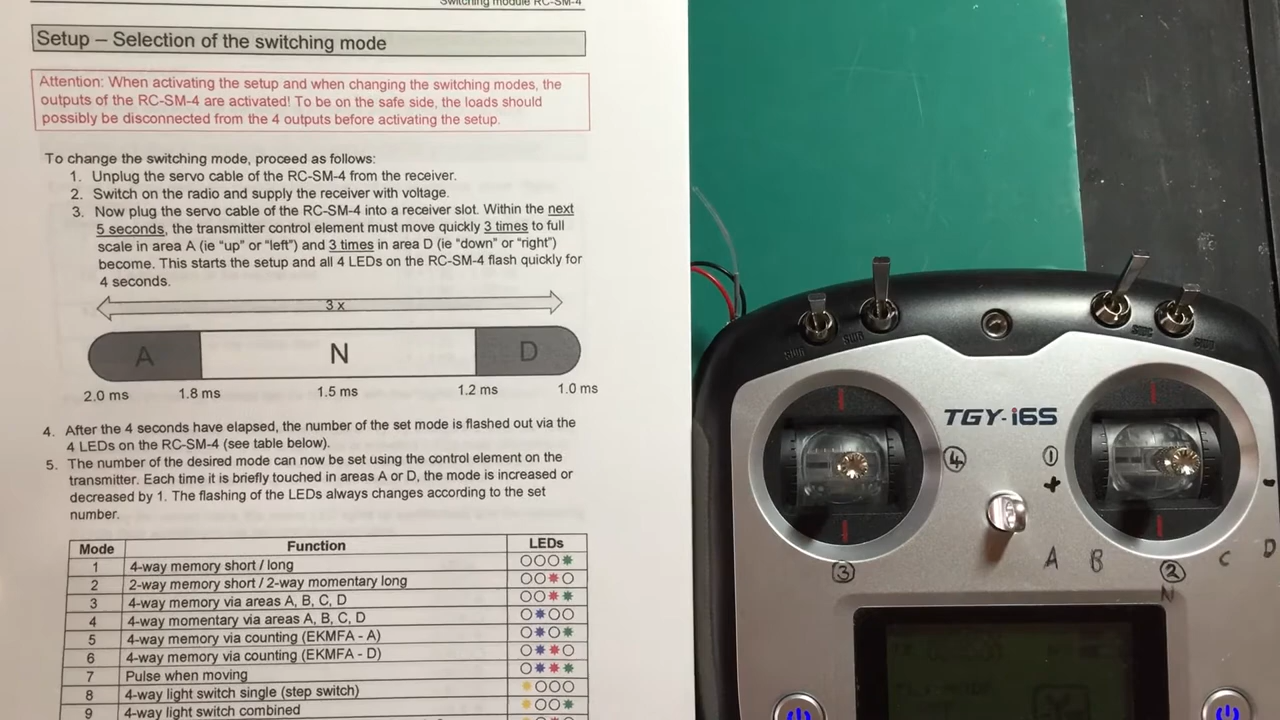 Switching module RC-SM-4
Setup – Selection of the switching mode
Attention: When activating the setup and when changing the switching modes, the
outputs of the RC-SM-4 are activated! To be on the safe side, the loads should
possibly be disconnected from the 4 outputs before activating the setup.
To change the switching mode, proceed as follows:
1. Unplug the servo cable of the RC-SM-4 from the receiver.
2. Switch on the radio and supply the receiver with voltage.
3. Now plug the servo cable of the RC-SM-4 into a receiver slot. Within the next
5 seconds, the transmitter control element must move quickly 3 times to full
scale in area A (ie "up" or "left") and 3 times in area D (ie "down" or "right")
become. This starts the setup and all 4 LEDs on the RC-SM-4 flash quickly for
4 seconds.
3 x
A N D
2.0 ms 1.8 ms 1.5 ms 1.2 ms 1.0 ms
4. After the 4 seconds have elapsed, the number of the set mode is flashed out via the
4 LEDs on the RC-SM-4 (see table below).
5. The number of the desired mode can now be set using the control element on the
transmitter. Each time it is briefly touched in areas A or D, the mode is increased or
decreased by 1. The flashing of the LEDs always changes according to the set
number.
Mode Function LEDs
1 4-way memory short / long
2 2-way memory short / 2-way momentary long
3 4-way memory via areas A, B, C, D
4 4-way momentary via areas A, B, C, D
5 4-way memory via counting (EKMFA - A)
6 4-way memory via counting (EKMFA - D)
7 Pulse when moving
8 4-way light switch single (step switch)
9 4-way light switch combined
TGY-i6S
4 1
+ -
3 A B 2 C D
N